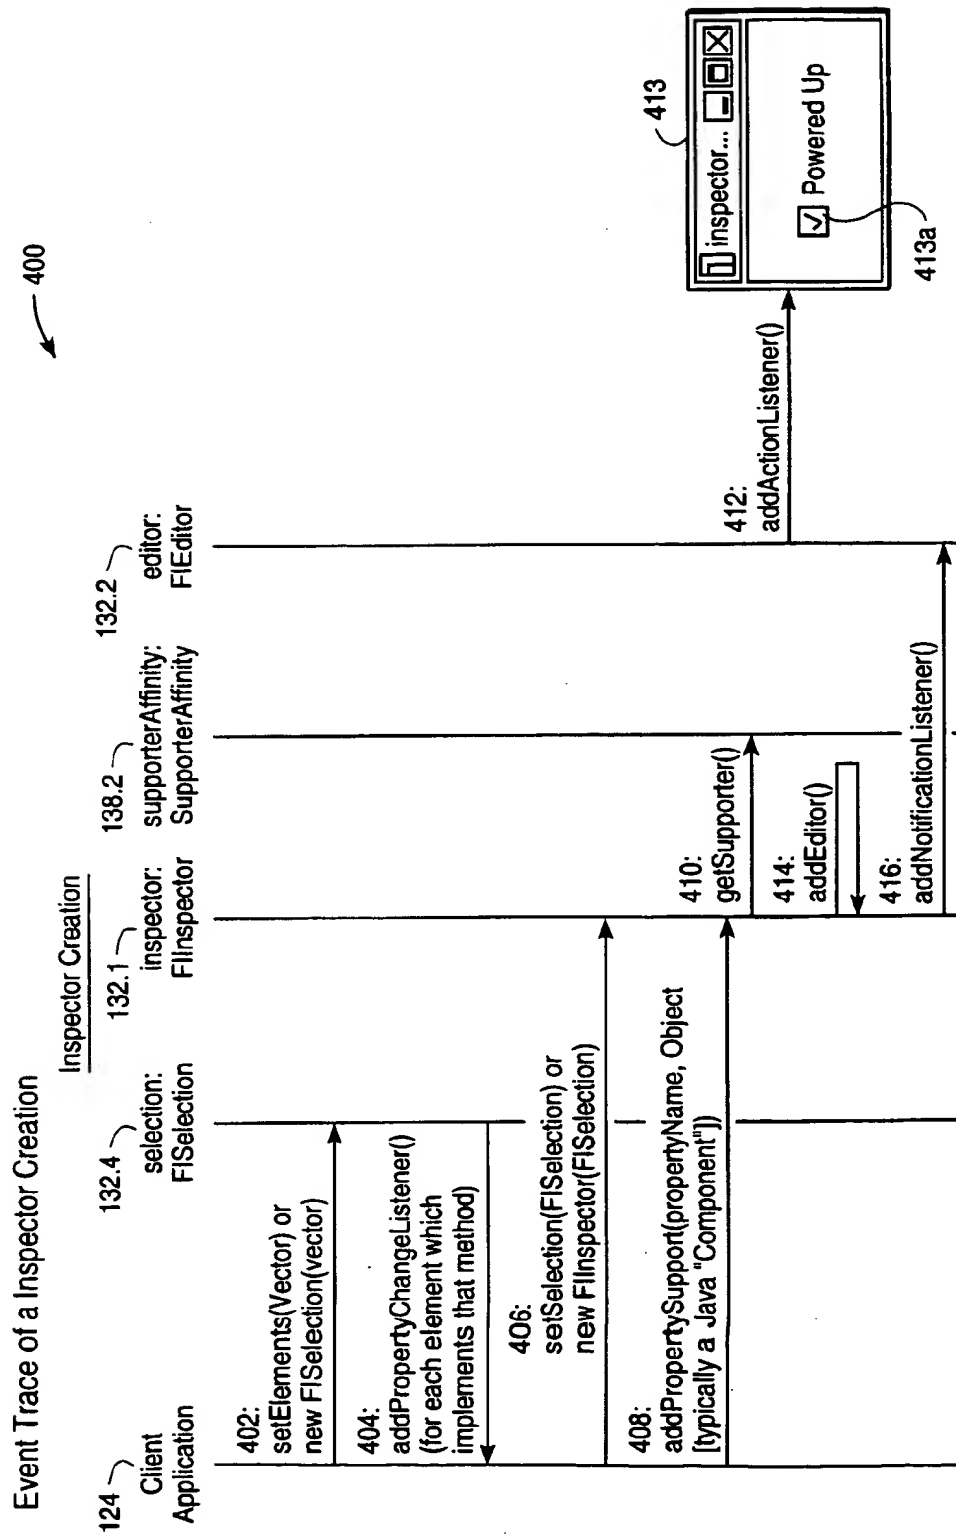 Event Trace of a Inspector Creation
400
Inspector Creation
124
Client
Application
132.4
selection:
FISelection
132.1
inspector:
FIInspector
138.2
supporterAffinity:
SupporterAffinity
132.2
editor:
FIEditor
402:
setElements(Vector) or
new FISelection(vector)
404:
addPropertyChangeListener()
(for each element which
implements that method)
406:
setSelection(FISelection) or
new FIInspector(FISelection)
408:
addPropertySupport(propertyName, Object
[typically a Java "Component"])
410:
getSupporter()
412:
addActionListener()
414:
addEditor()
416:
addNotificationListener()
413
inspector...
Powered Up
413a